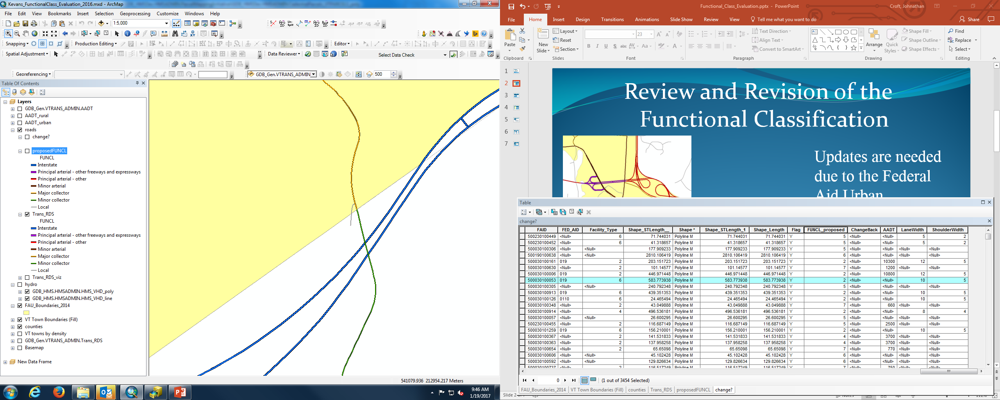 Kevans_FunctionalClass_Evaluation_2016.mxd - ArcMap
File Edit View Bookmarks Insert Selection Geoprocessing Customize Windows Help
1:5,000
Snapping Production Editing Editor
Spatial Adjustment Data Reviewer Select Data Check
Georeferencing GDB_Gen.VTRANS_ADMIN 500
Table Of Contents
Layers
GDB_Gen.VTRANS_ADMIN.AADT
AADT_rural
AADT_urban
roads
change?
proposedFUNCL
FUNCL
Interstate
Principal arterial - other freeways and expressways
Principal arterial - other
Minor arterial
Major collector
Minor collector
Local
Trans_RDS
FUNCL
Interstate
Principal arterial - other freeways and expressways
Principal arterial - other
Minor arterial
Major collector
Minor collector
Local
Trans_RDS_viz
hydro
GDB_HMS.HMSADMIN.HMS_VHD_poly
GDB_HMS.HMSADMIN.HMS_VHD_line
FAU_Boundaries_2014
VT Town Boundaries (Fill)
counties
VT towns by density
GDB_Gen.VTRANS_ADMIN.Trans_RDS
Basemap
New Data Frame
541079.936 212954.217 Meters
9:46 AM
1/19/2017
Functional_Class_Evaluation.pptx - PowerPoint
Croft, Johnathan
File Home Insert Design Transitions Animations Slide Show Review View Tell me what you want to do Share
Paste New Slide Layout Reset Section 23 Text Direction Align Text Convert to SmartArt Arrange Quick Styles Shape Fill Shape Outline Shape Effects Find Replace Select
Clipboard Slides Font Paragraph Drawing Editing
1
2
3
4
5
6
7
Review and Revision of the
Functional Classification
Updates are needed
due to the Federal
Aid Urban
Table
change?
FAID FED_AID Facility_Type Shape_STLength__ Shape * Shape_STLength_1 Shape_Length Flag FUNCL_proposed ChangeBack AADT LaneWidth ShoulderWidth
500230100449 <Null> 6 71.744031 Polyline M 71.744031 71.744031 Y 5 <Null> <Null> 5 2
500230100452 <Null> 6 41.318657 Polyline M 41.318657 41.318657 Y 5 <Null> <Null> 5 2
500030100306 <Null> <Null> 177.909233 Polyline M 177.909233 177.909233 Y 5 <Null> <Null> <Null> <Null>
500190100638 <Null> <Null> 2810.106419 Polyline M 2810.106419 2810.106419 Y 6 <Null> <Null> <Null> <Null>
500030100161 019 2 203.151723 Polyline M 203.151723 203.151723 Y 2 <Null> 10300 12 5
500030100630 <Null> 2 101.14577 Polyline M 101.14577 101.14577 Y 7 <Null> 1200 <Null> <Null>
500030100006 019 2 446.971448 Polyline M 446.971448 446.971448 Y 2 <Null> 10800 12 5
500030100053 019 6 583.773938 Polyline M 583.773938 583.773938 Y 2 <Null> <Null> 10 5
500030100305 <Null> <Null> 240.792348 Polyline M 240.792348 240.792348 Y 5 <Null> <Null> <Null> <Null>
500030100913 019 6 439.351353 Polyline M 439.351353 439.351353 Y 2 <Null> <Null> 10 5
500030100126 0110 6 24.465494 Polyline M 24.465494 24.465494 Y 2 <Null> <Null> 10 5
500030100348 <Null> 2 43.049888 Polyline M 43.049888 43.049888 Y 7 <Null> 660 <Null> <Null>
500030100914 <Null> 4 496.536181 Polyline M 496.536181 496.536181 Y 2 <Null> <Null> 8 4
500030100057 <Null> <Null> 26.600295 Polyline M 26.600295 26.600295 Y 5 <Null> <Null> <Null> <Null>
500230100455 <Null> 2 116.687149 Polyline M 116.687149 116.687149 Y 5 <Null> 2500 <Null> <Null>
500030101259 019 6 156.210001 Polyline M 156.210001 156.210001 Y 2 <Null> <Null> 10 5
500030100367 <Null> 2 141.531833 Polyline M 141.531833 141.531833 Y 4 <Null> 3700 <Null> <Null>
500030100363 <Null> 2 137.958258 Polyline M 137.958258 137.958258 Y 4 <Null> 3700 <Null> <Null>
500030100654 <Null> 2 65.65098 Polyline M 65.65098 65.65098 Y 7 <Null> 770 <Null> <Null>
500030100606 <Null> <Null> 45.102428 Polyline M 45.102428 45.102428 Y 6 <Null> <Null> <Null> <Null>
500030100592 <Null> <Null> 129.826634 Polyline M 129.826634 129.826634 Y 6 <Null> <Null> <Null> <Null>
500030100737 <Null> 2 116.517249 Polyline M 116.517249 116.517249 Y 7 <Null> 750 <Null> <Null>
0 (1 out of 3454 Selected)
FAU_Boundaries_2014 VT Town Boundaries (Fill) counties Trans_RDS proposedFUNCL change?
Slide 2